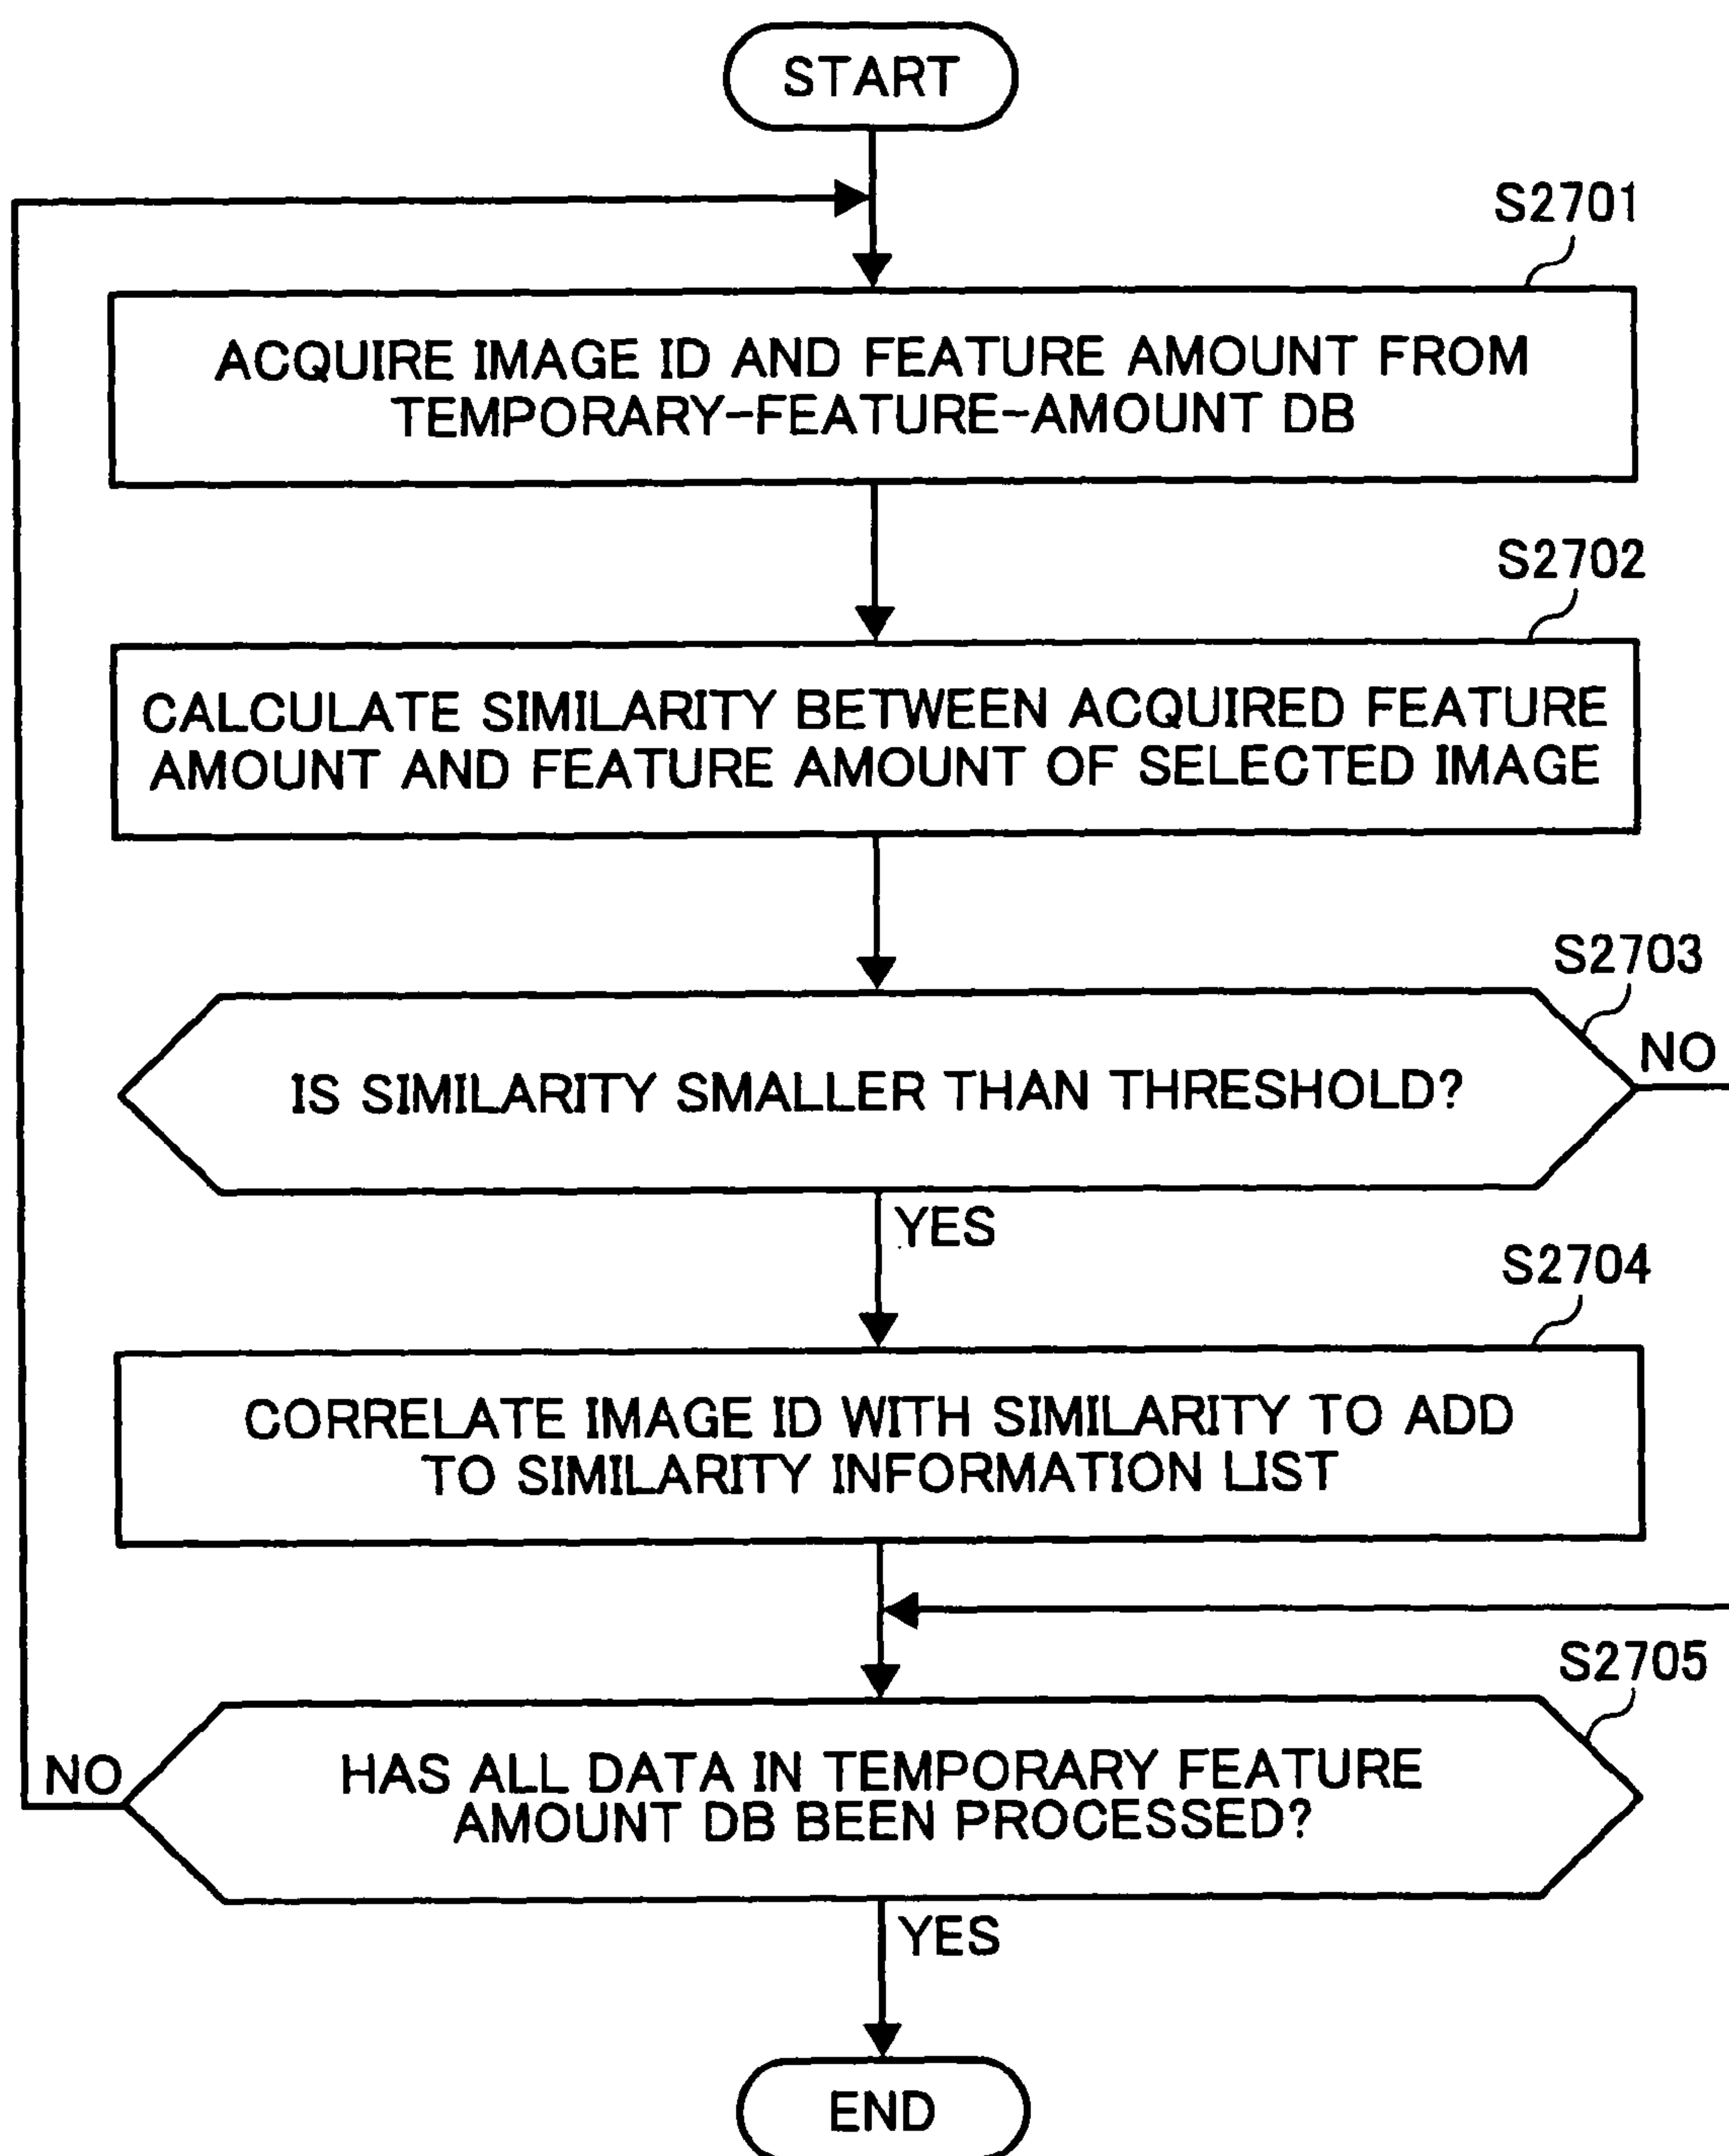 START
S2701
ACQUIRE IMAGE ID AND FEATURE AMOUNT FROM
TEMPORARY-FEATURE-AMOUNT DB
S2702
CALCULATE SIMILARITY BETWEEN ACQUIRED FEATURE
AMOUNT AND FEATURE AMOUNT OF SELECTED IMAGE
S2703
NO
IS SIMILARITY SMALLER THAN THRESHOLD?
YES
S2704
CORRELATE IMAGE ID WITH SIMILARITY TO ADD
TO SIMILARITY INFORMATION LIST
S2705
NO
HAS ALL DATA IN TEMPORARY FEATURE
AMOUNT DB BEEN PROCESSED?
YES
END